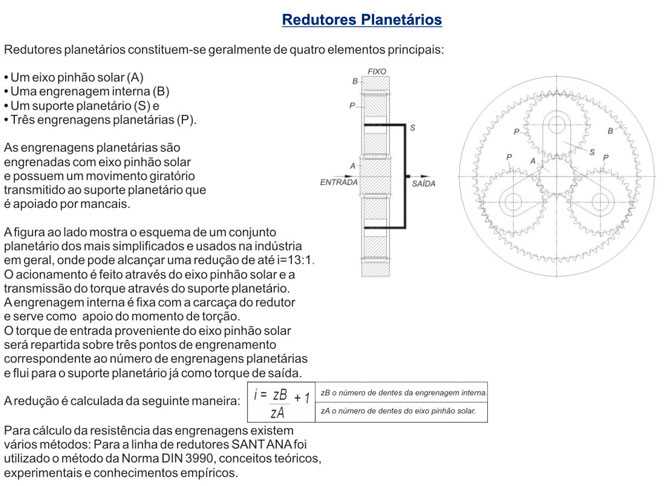 Redutores Planetários
Redutores planetários constituem-se geralmente de quatro elementos principais:
• Um eixo pinhão solar (A)
• Uma engrenagem interna (B)
• Um suporte planetário (S) e
• Três engrenagens planetárias (P).
As engrenagens planetárias são
engrenadas com eixo pinhão solar
e possuem um movimento giratório
transmitido ao suporte planetário que
é apoiado por mancais.
A figura ao lado mostra o esquema de um conjunto
planetário dos mais simplificados e usados na indústria
em geral, onde pode alcançar uma redução de até i=13:1.
O acionamento é feito através do eixo pinhão solar e a
transmissão do torque através do suporte planetário.
A engrenagem interna é fixa com a carcaça do redutor
e serve como apoio do momento de torção.
O torque de entrada proveniente do eixo pinhão solar
será repartida sobre três pontos de engrenamento
correspondente ao número de engrenagens planetárias
e flui para o suporte planetário já como torque de saída.
FIXO
B
P
S
A
ENTRADA
SAÍDA
P
B
S
P
A
P
A redução é calculada da seguinte maneira:
i = zB/zA + 1
zB o número de dentes da engrenagem interna.
zA o número de dentes do eixo pinhão solar.
Para cálculo da resistência das engrenagens existem
vários métodos: Para a linha de redutores SANTANA foi
utilizado o método da Norma DIN 3990, conceitos teóricos,
experimentais e conhecimentos empíricos.